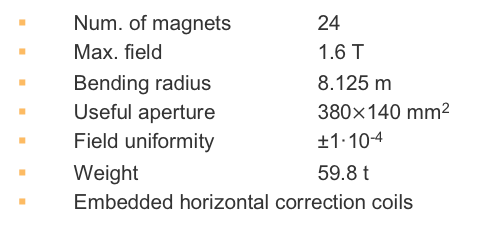 ▪ Num. of magnets 24
▪ Max. field 1.6 T
▪ Bending radius 8.125 m
▪ Useful aperture 380×140 mm²
▪ Field uniformity ±1·10⁻⁴
▪ Weight 59.8 t
▪ Embedded horizontal correction coils